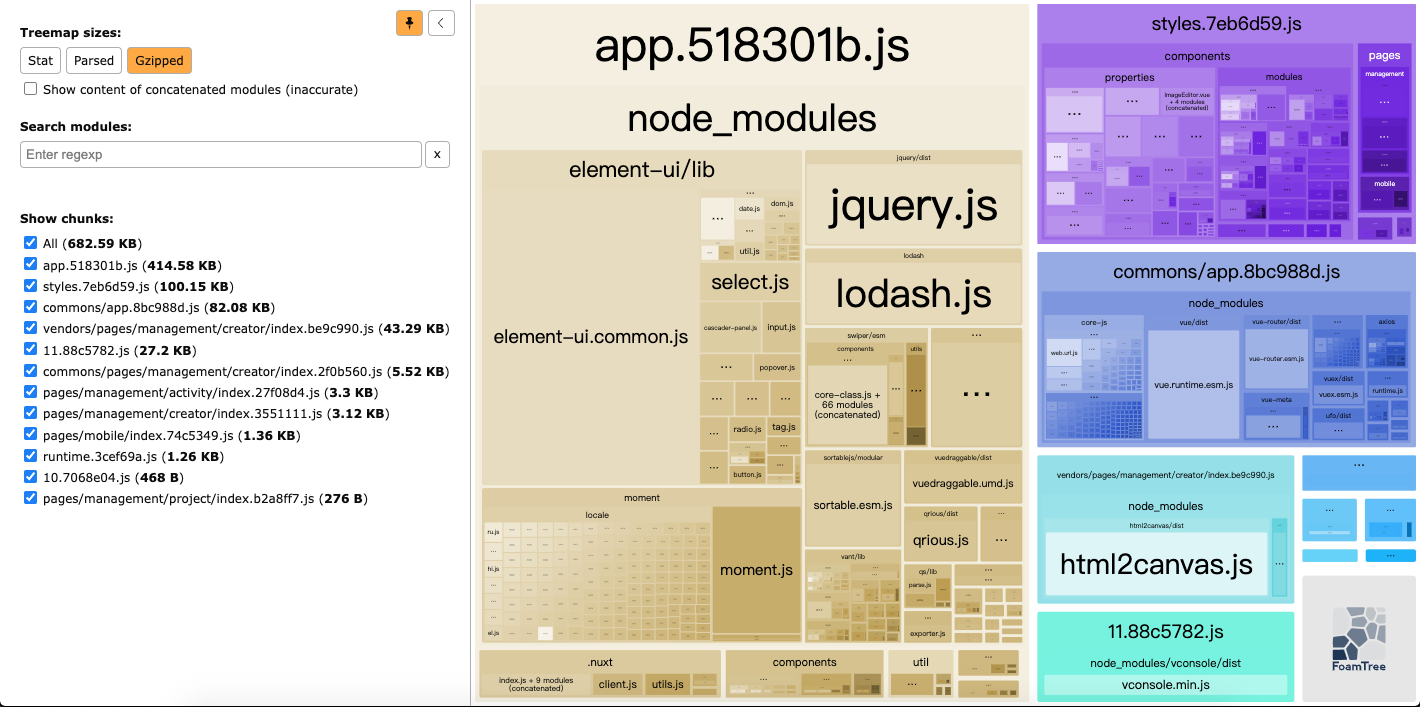 Treemap sizes:
Stat
Parsed
Gzipped
Show content of concatenated modules (inaccurate)
Search modules:
Enter regexp
x
Show chunks:
All (682.59 KB)
app.518301b.js (414.58 KB)
styles.7eb6d59.js (100.15 KB)
commons/app.8bc988d.js (82.08 KB)
vendors/pages/management/creator/index.be9c990.js (43.29 KB)
11.88c5782.js (27.2 KB)
commons/pages/management/creator/index.2f0b560.js (5.52 KB)
pages/management/activity/index.27f08d4.js (3.3 KB)
pages/management/creator/index.3551111.js (3.12 KB)
pages/mobile/index.74c5349.js (1.36 KB)
runtime.3cef69a.js (1.26 KB)
10.7068e04.js (468 B)
pages/management/project/index.b2a8ff7.js (276 B)
app.518301b.js
node_modules
element-ui/lib
element-ui.common.js
date.js
dom.js
util.js
select.js
cascader-panel.js
input.js
popover.js
radio.js
tag.js
button.js
moment
locale
ru.js
hi.js
el.js
moment.js
jquery/dist
jquery.js
lodash
lodash.js
swiper/esm
components
utils
core-class.js +
66 modules
(concatenated)
sortablejs/modular
sortable.esm.js
vuedraggable/dist
vuedraggable.umd.js
qrious/dist
qrious.js
vant/lib
qs/lib
parse.js
exporter.js
.nuxt
index.js + 9 modules
(concatenated)
client.js
utils.js
components
util
styles.7eb6d59.js
components
properties
ImageEditor.vue
+ 4 modules
(concatenated)
modules
pages
management
mobile
commons/app.8bc988d.js
node_modules
core-js
web.url.js
vue/dist
vue.runtime.esm.js
vue-router/dist
vue-router.esm.js
vue-meta
axios
vuex/dist
vuex.esm.js
runtime.js
ufo/dist
vendors/pages/management/creator/index.be9c990.js
node_modules
html2canvas/dist
html2canvas.js
11.88c5782.js
node_modules/vconsole/dist
vconsole.min.js
FoamTree